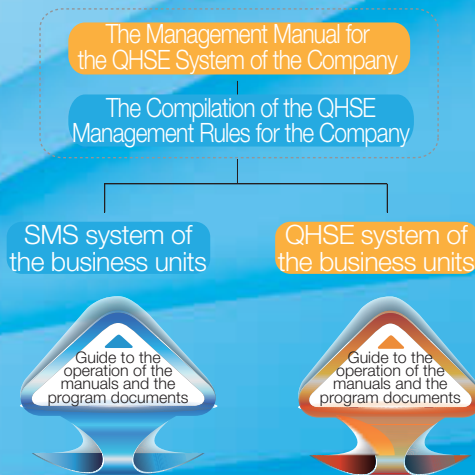 The Management Manual for
the QHSE System of the Company
The Compilation of the QHSE
Management Rules for the Company
SMS system of
the business units
QHSE system of
the business units
Guide to the
operation of the
manuals and the
program documents
Guide to the
operation of the
manuals and the
program documents